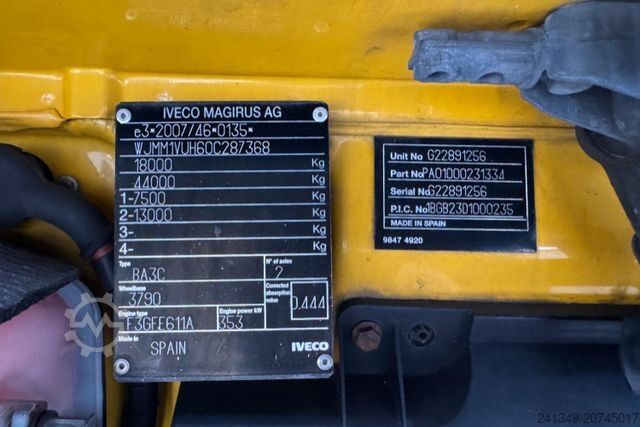 IVECO MAGIRUS AG
e3*2007/46*0135*
WJMM1VUH60C287368
18000 Kg
44000 Kg
1-7500 Kg
2-13000 Kg
3- Kg
4- Kg
Type BA3C N° of axles 2
Wheelbase 3790 Corrected absorption value 0.444
Engine type F3GFE611A Engine power kW 353
Made in SPAIN IVECO
Unit No G22891256
Part No PA01000231334
Serial No G22891256
P.I.C. No 1BGB23D1000235
MADE IN SPAIN
9847 4920
241349-20745017